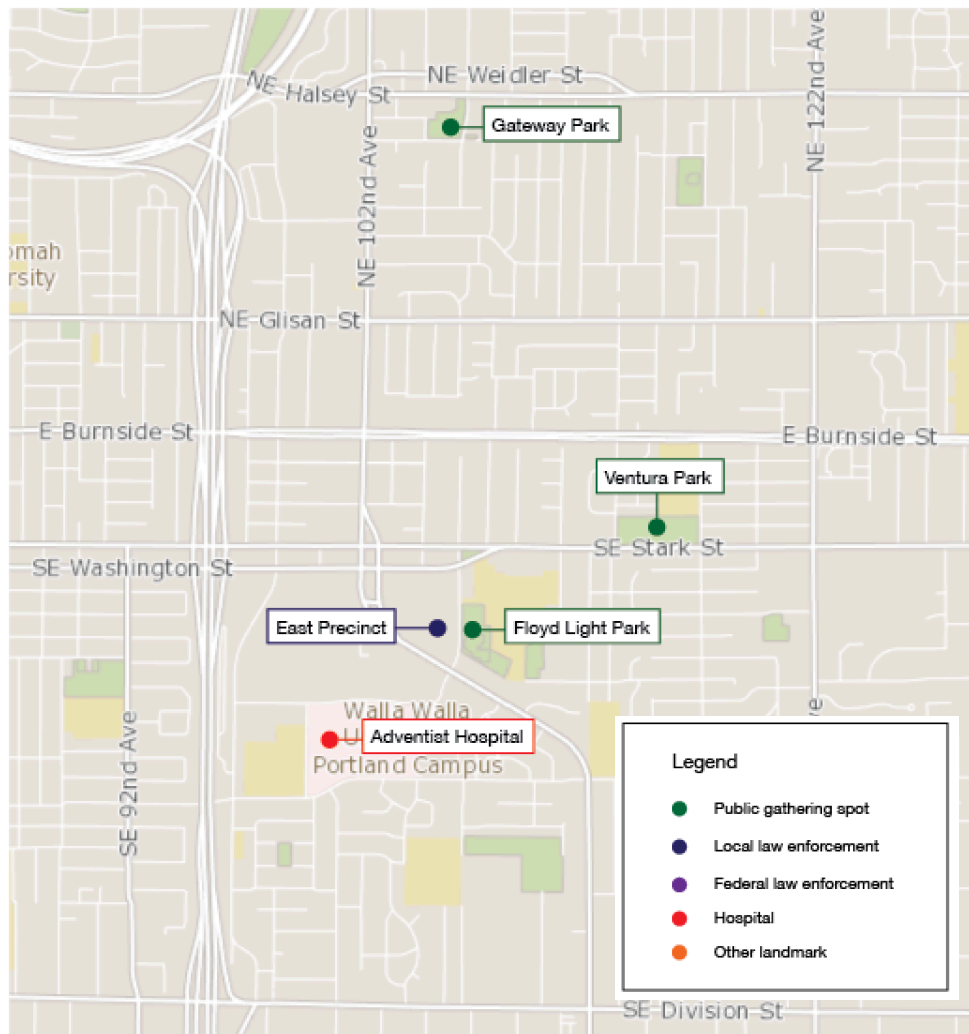 NE Weidler St
NE Halsey St
Gateway Park
NE 102nd Ave
NE 122nd Ave
omah
rsity
NE Glisan St
E Burnside St
E Burnside St
Ventura Park
SE Stark St
SE Washington St
East Precinct
Floyd Light Park
SE 92nd Ave
Walla Walla
U
Adventist Hospital
Portland Campus
ve
Legend
Public gathering spot
Local law enforcement
Federal law enforcement
Hospital
Other landmark
SE Division St